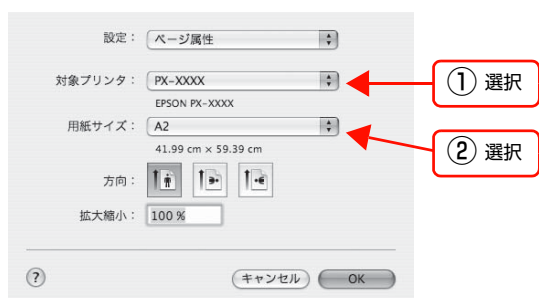 設定： ページ属性
対象プリンタ： PX-XXXX
① 選択
EPSON PX-XXXX
用紙サイズ： A2
② 選択
41.99 cm × 59.39 cm
方向：
拡大縮小： 100 %
? キャンセル OK